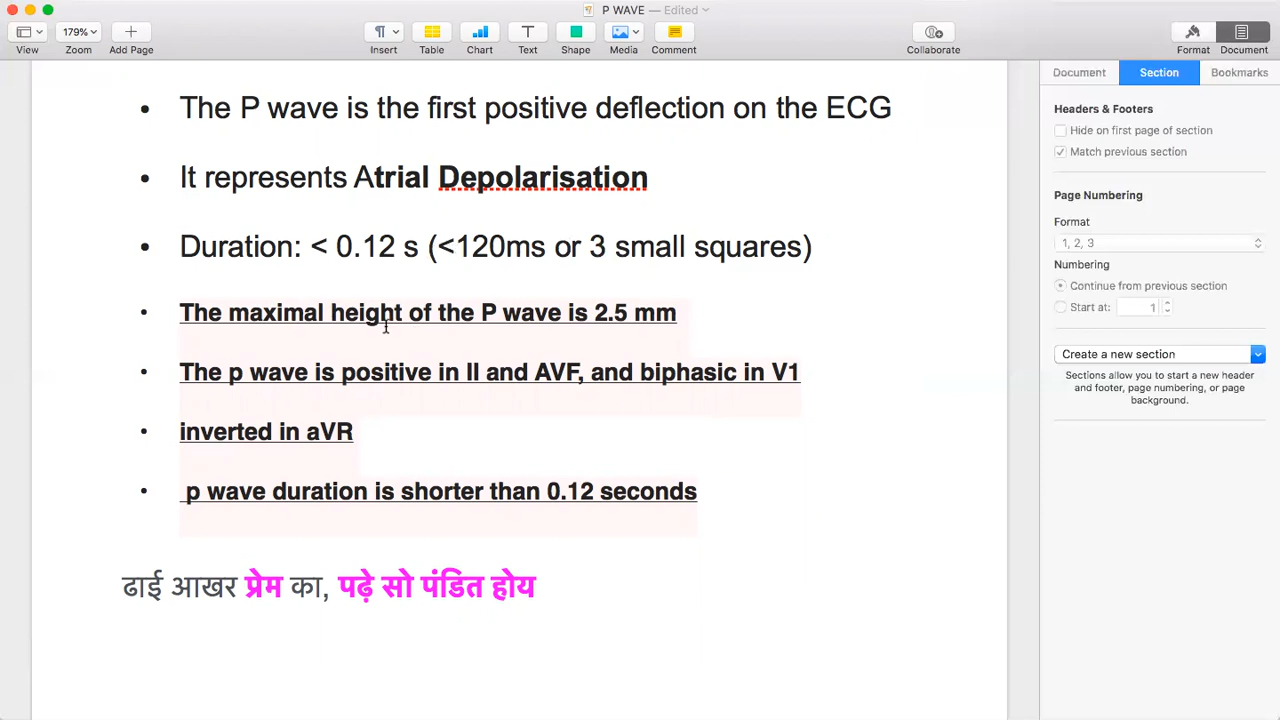 P WAVE — Edited
179%
View
Zoom
Add Page
Insert
Table
Chart
Text
Shape
Media
Comment
Collaborate
Format
Document
• The P wave is the first positive deflection on the ECG
• It represents Atrial Depolarisation
• Duration: < 0.12 s (<120ms or 3 small squares)
• The maximal height of the P wave is 2.5 mm
• The p wave is positive in II and AVF, and biphasic in V1
• inverted in aVR
• p wave duration is shorter than 0.12 seconds
ढाई आखर प्रेम का, पढ़े सो पंडित होय
Document
Section
Bookmarks
Headers & Footers
Hide on first page of section
Match previous section
Page Numbering
Format
1, 2, 3
Numbering
Continue from previous section
Start at: 1
Create a new section
Sections allow you to start a new header
and footer, page numbering, or page
background.